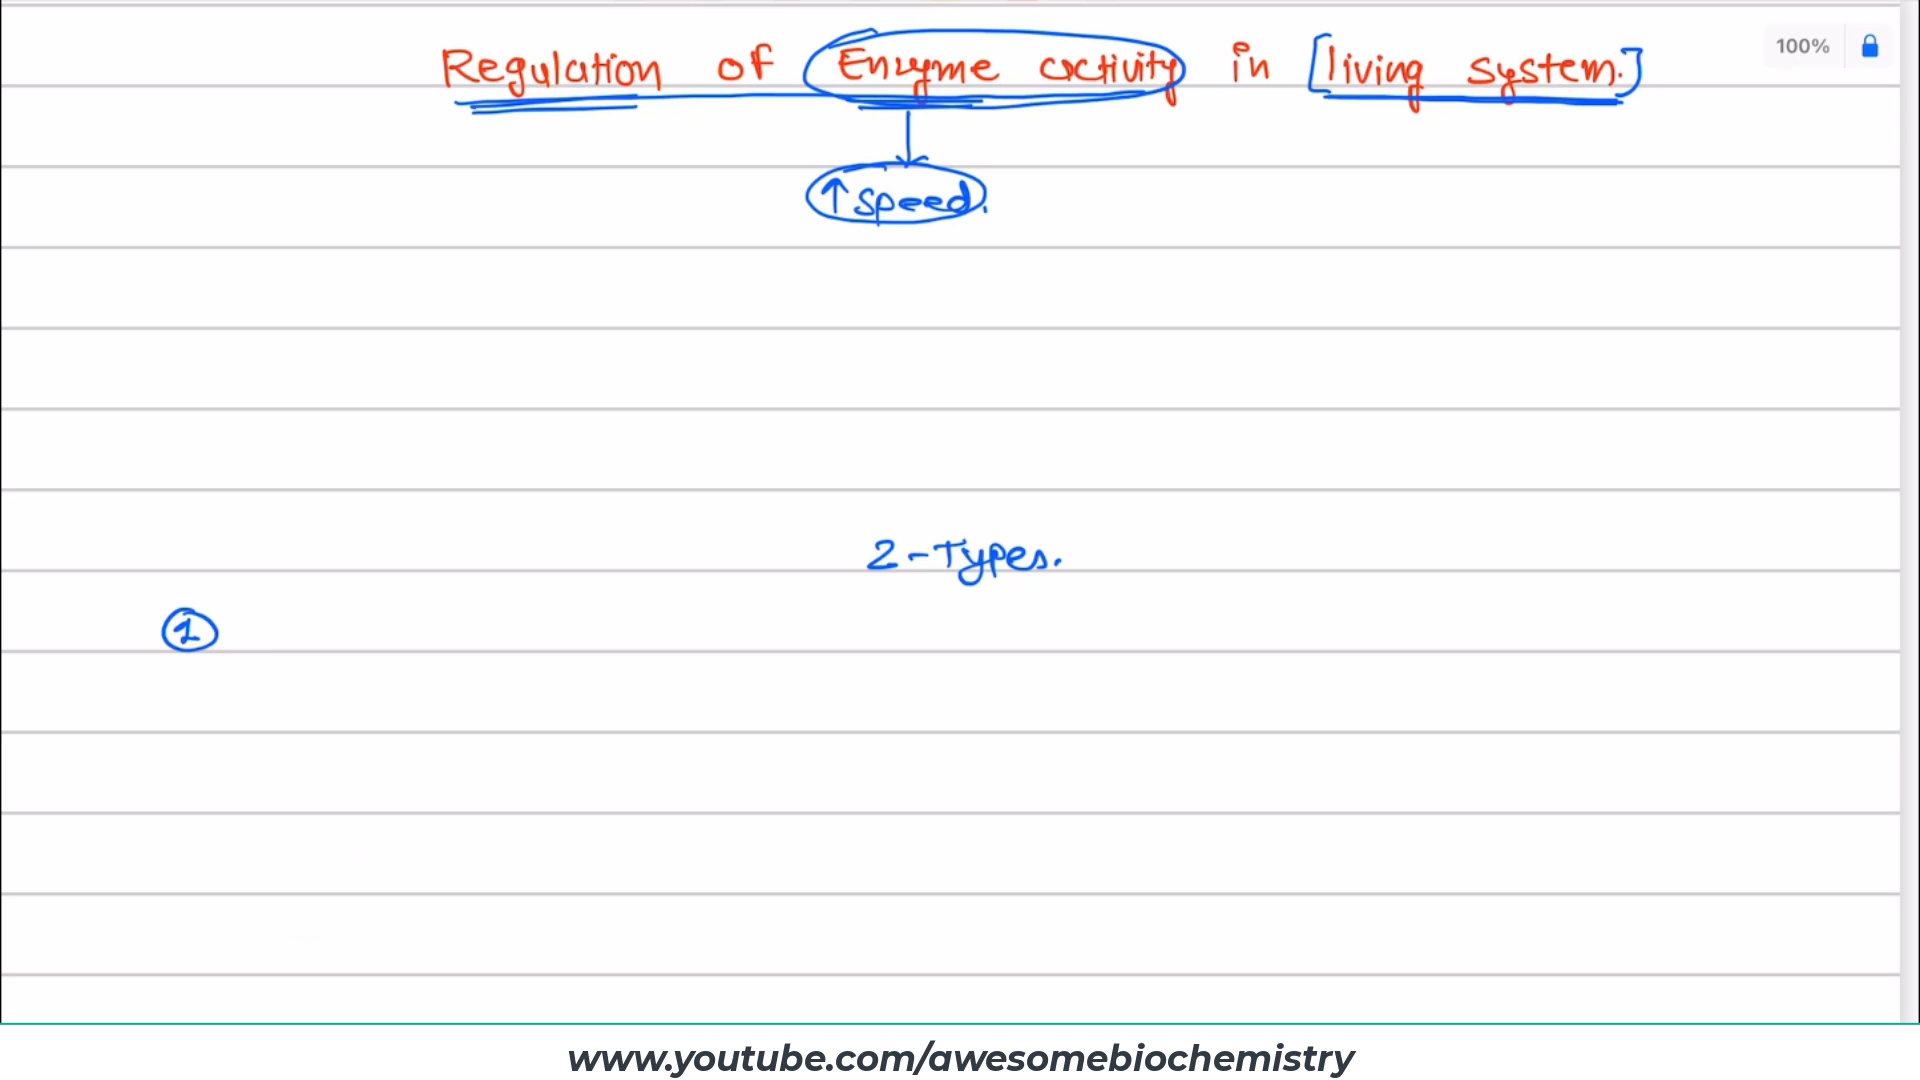 Regulation of Enzyme activity in [living system.]
100%
↑ speed.
2-Types.
1
www.youtube.com/awesomebiochemistry